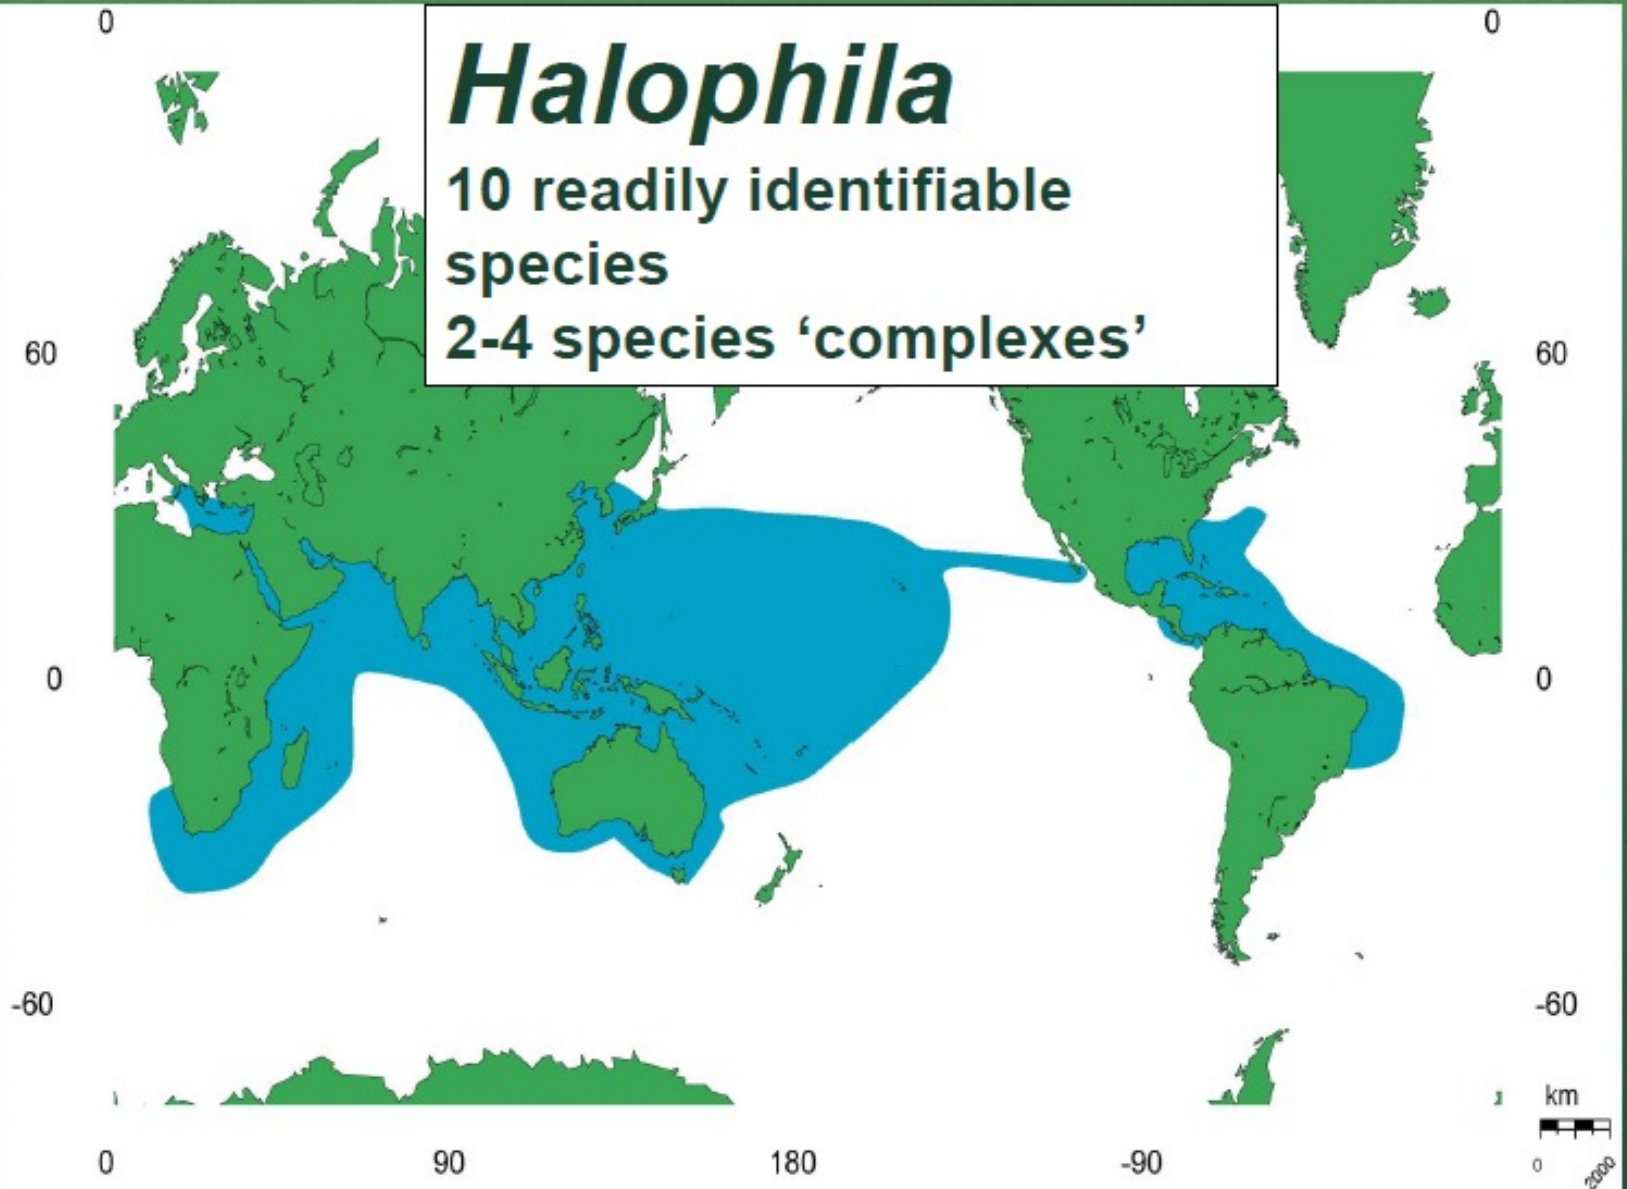 0
0
Halophila
10 readily identifiable
species
2-4 species ‘complexes’
60
60
0
0
-60
-60
km
0
2000
0
90
180
-90